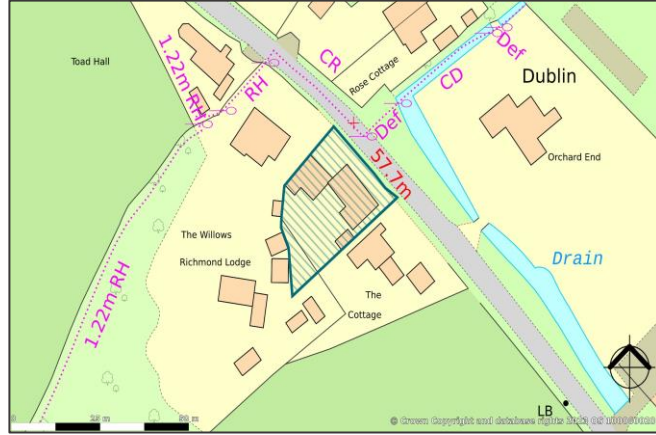 Toad Hall
1.22m RH
RH
CR
Rose Cottage
Def
CD
Def
Dublin
57.7m
Orchard End
The Willows
Richmond Lodge
The
Cottage
Drain
1.22m RH
LB
© Crown Copyright and database rights